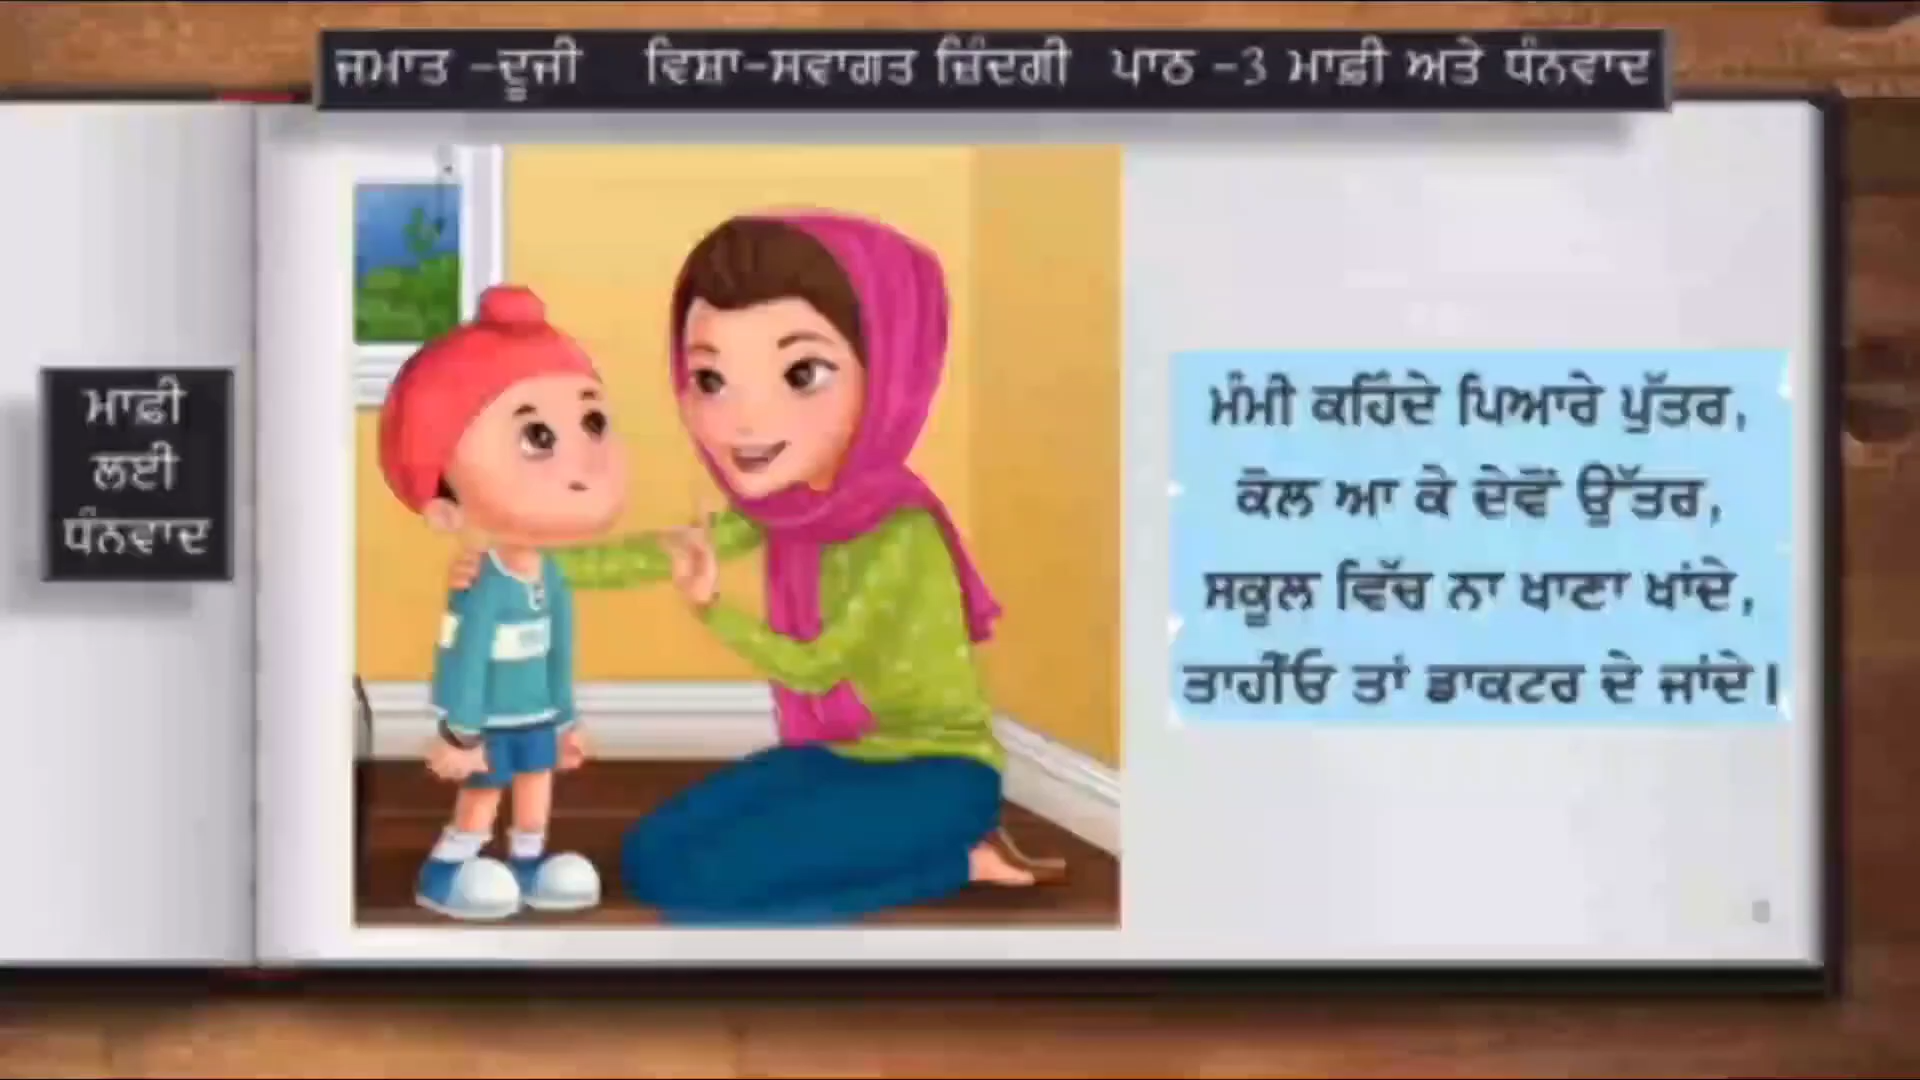 ਜਮਾਤ -ਦੂਜੀ ਵਿਸ਼ਾ-ਸਵਾਗਤ ਜ਼ਿੰਦਗੀ ਪਾਠ -3 ਮਾਫ਼ੀ ਅਤੇ ਧੰਨਵਾਦ
ਮਾਫ਼ੀ
ਲਈ
ਧੰਨਵਾਦ
ਮੰਮੀ ਕਹਿੰਦੇ ਪਿਆਰੇ ਪੁੱਤਰ,
ਕੋਲ ਆ ਕੇ ਦੇਵੋਂ ਉੱਤਰ,
ਸਕੂਲ ਵਿੱਚ ਨਾ ਖਾਣਾ ਖਾਂਦੇ,
ਤਾਹੀਂਓ ਤਾਂ ਡਾਕਟਰ ਦੇ ਜਾਂਦੇ।